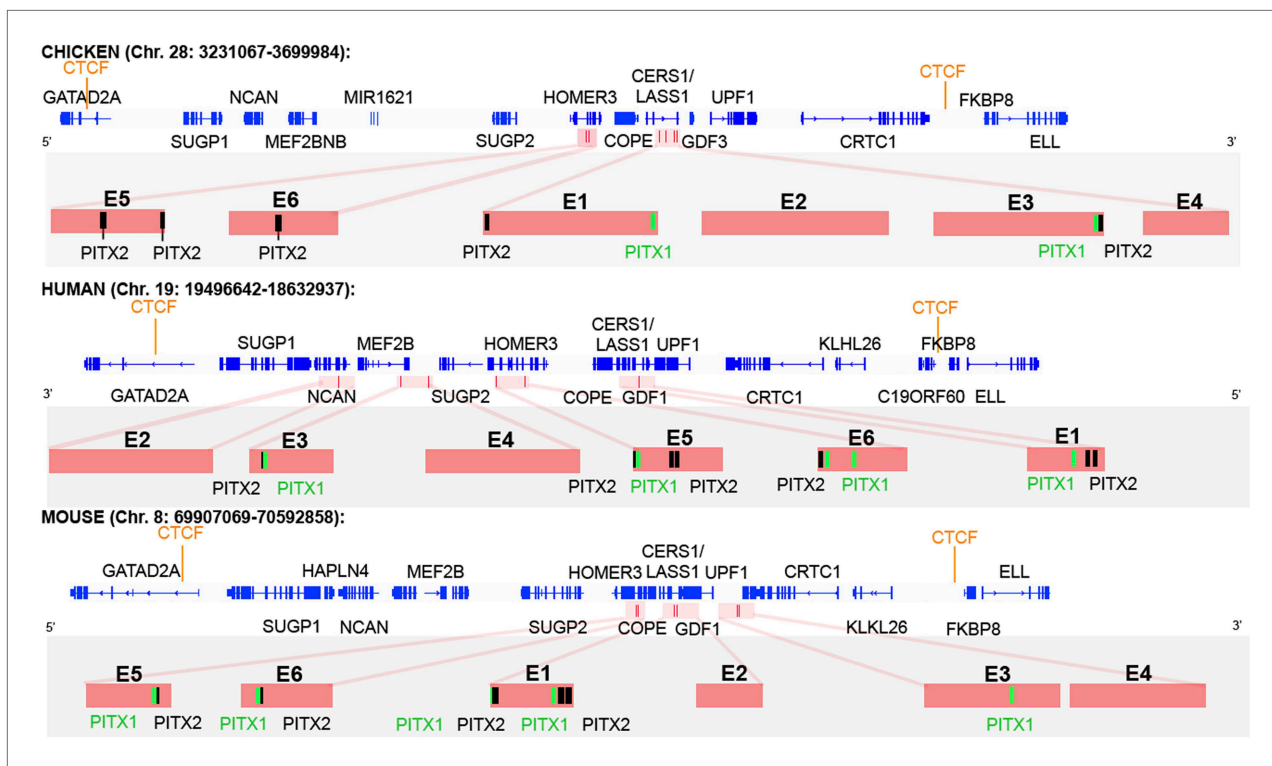 CHICKEN (Chr. 28: 3231067-3699984):
CTCF CTCF
CERS1/
GATAD2A NCAN MIR1621 HOMER3 LASS1 UPF1 FKBP8
SUGP1 MEF2BNB SUGP2 COPE GDF3 CRTC1 ELL
5' 3'
E5 E6 E1 E2 E3 E4
PITX2 PITX2 PITX2 PITX2 PITX1 PITX1 PITX2
HUMAN (Chr. 19: 19496642-18632937):
CTCF CTCF
CERS1/
SUGP1 MEF2B HOMER3 LASS1 UPF1 KLHL26 FKBP8
GATAD2A NCAN SUGP2 COPE GDF1 CRTC1 C19ORF60 ELL
3' 5'
E2 E3 E4 E5 E6 E1
PITX2 PITX1 PITX2 PITX1 PITX2 PITX2 PITX1 PITX1 PITX2
MOUSE (Chr. 8: 69907069-70592858):
CTCF CTCF
CERS1/
GATAD2A HAPLN4 MEF2B HOMER3 LASS1 UPF1 CRTC1 ELL
SUGP1 NCAN SUGP2 COPE GDF1 KLKL26 FKBP8
5' 3'
E5 E6 E1 E2 E3 E4
PITX1 PITX2 PITX1 PITX2 PITX1 PITX2 PITX1 PITX2 PITX1